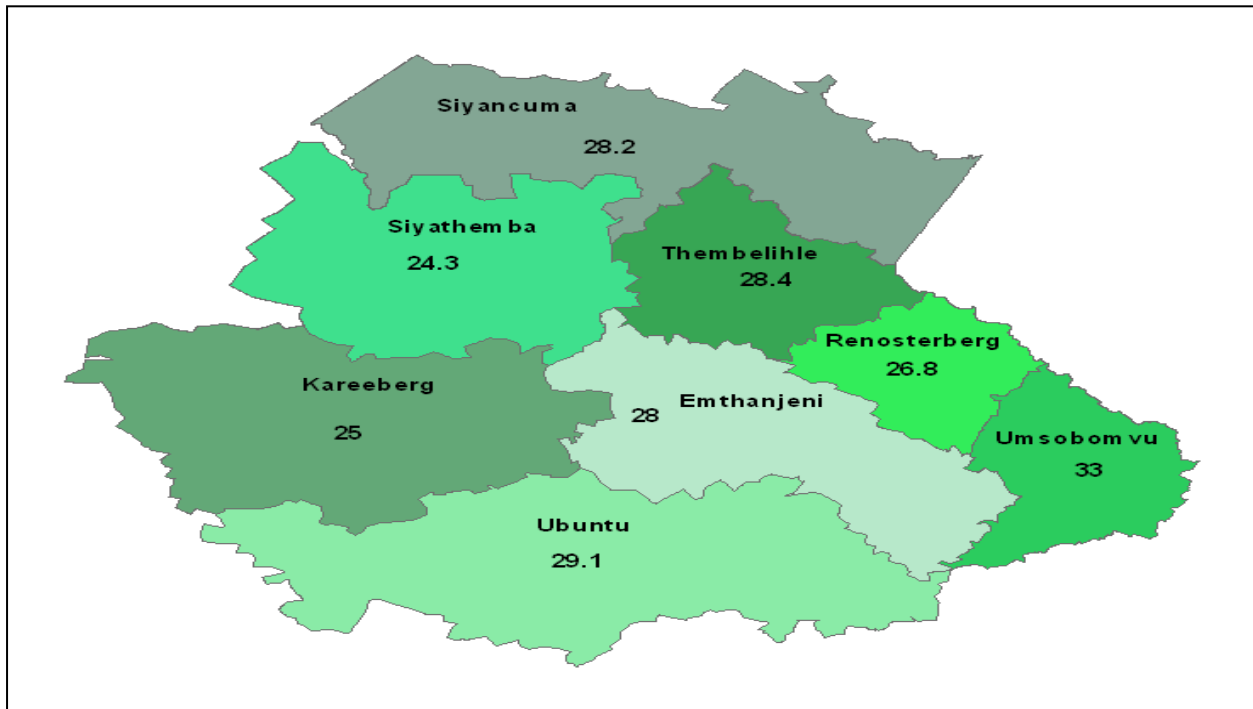 Siyancuma
28.2
Siyathemba
24.3
Thembelihle
28.4
Renosterberg
26.8
Kareeberg
25
Emthanjeni
28
Umsobomvu
33
Ubuntu
29.1